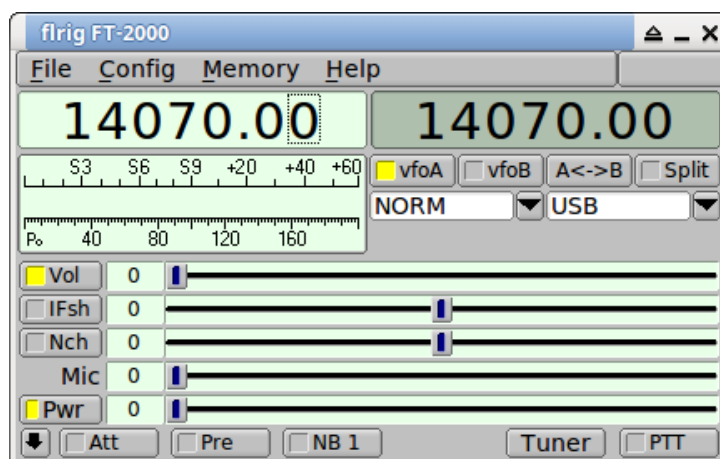 flrig FT-2000
File Config Memory Help
14070.00 14070.00
S3 S6 S9 +20 +40 +60
vfoA vfoB A<->B Split
NORM USB
Po 40 80 120 160
Vol 0
IFsh 0
Nch 0
Mic 0
Pwr 0
Att Pre NB 1 Tuner PTT